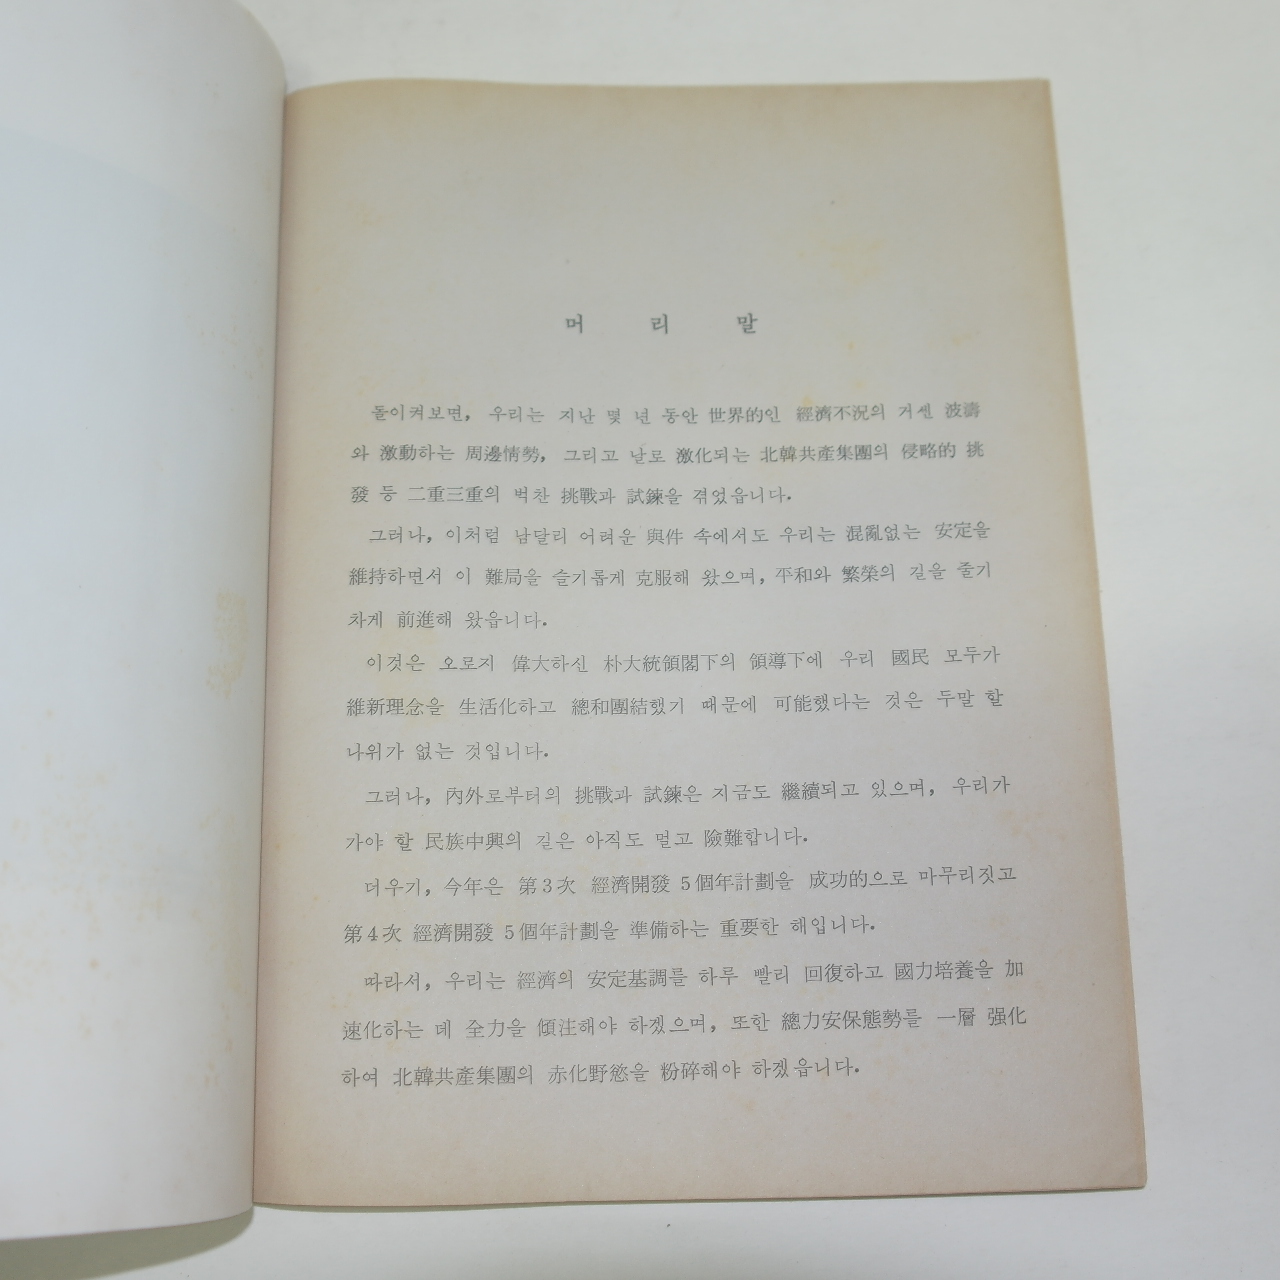 머 리 말
돌이켜보면, 우리는 지난 몇 년 동안 世界的인 經濟不況의 거센 波濤
와 激動하는 周邊情勢, 그리고 날로 激化되는 北韓共產集團의 侵略的 挑
發 등 二重三重의 벅찬 挑戰과 試鍊을 겪었읍니다.
그러나, 이처럼 남달리 어려운 與件 속에서도 우리는 混亂없는 安定을
維持하면서 이 難局을 슬기롭게 克服해 왔으며, 平和와 繁榮의 길을 줄기
차게 前進해 왔읍니다.
이것은 오로지 偉大하신 朴大統領閣下의 領導下에 우리 國民 모두가
維新理念을 生活化하고 總和團結했기 때문에 可能했다는 것은 두말 할
나위가 없는 것입니다.
그러나, 內外로부터의 挑戰과 試鍊은 지금도 繼續되고 있으며, 우리가
가야 할 民族中興의 길은 아직도 멀고 險難합니다.
더우기, 今年은 第3次 經濟開發 5個年計劃을 成功的으로 마무리짓고
第4次 經濟開發 5個年計劃을 準備하는 重要한 해입니다.
따라서, 우리는 經濟의 安定基調를 하루 빨리 回復하고 國力培養을 加
速化하는 데 全力을 傾注해야 하겠으며, 또한 總力安保態勢를 一層 强化
하여 北韓共產集團의 赤化野慾을 粉碎해야 하겠읍니다.